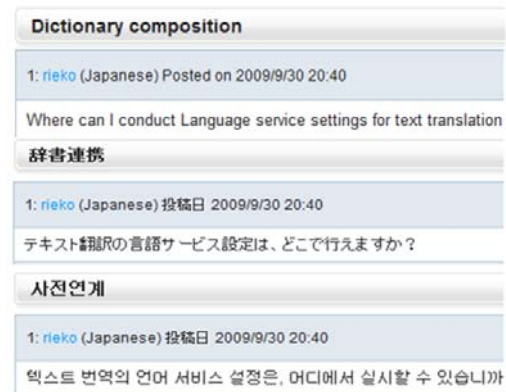 Dictionary composition
1: rieko (Japanese) Posted on 2009/9/30 20:40
Where can I conduct Language service settings for text translation
辞書連携
1: rieko (Japanese) 投稿日 2009/9/30 20:40
テキスト翻訳の言語サービス設定は、どこで行えますか？
사전연계
1: rieko (Japanese) 投稿日 2009/9/30 20:40
텍스트 번역의 언어 서비스 설정은, 어디에서 실시할 수 있습니까